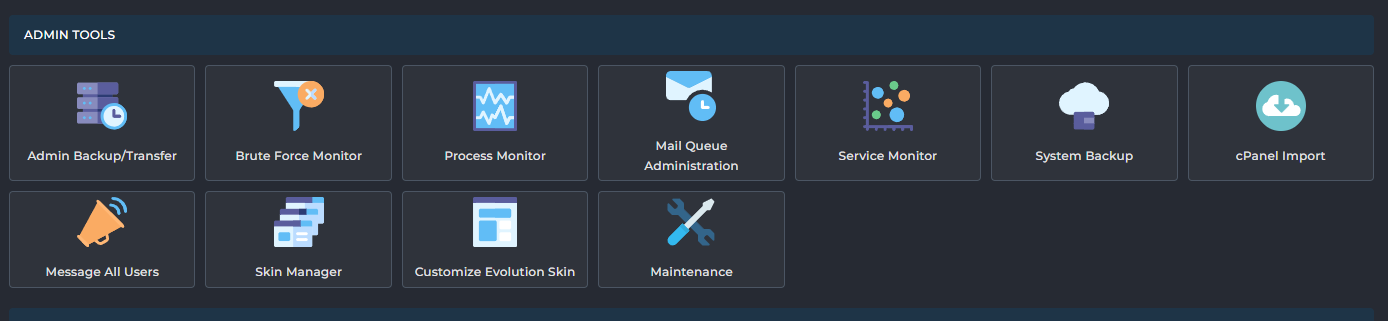 ADMIN TOOLS
Admin Backup/Transfer
Brute Force Monitor
Process Monitor
Mail Queue
Administration
Service Monitor
System Backup
cPanel Import
Message All Users
Skin Manager
Customize Evolution Skin
Maintenance